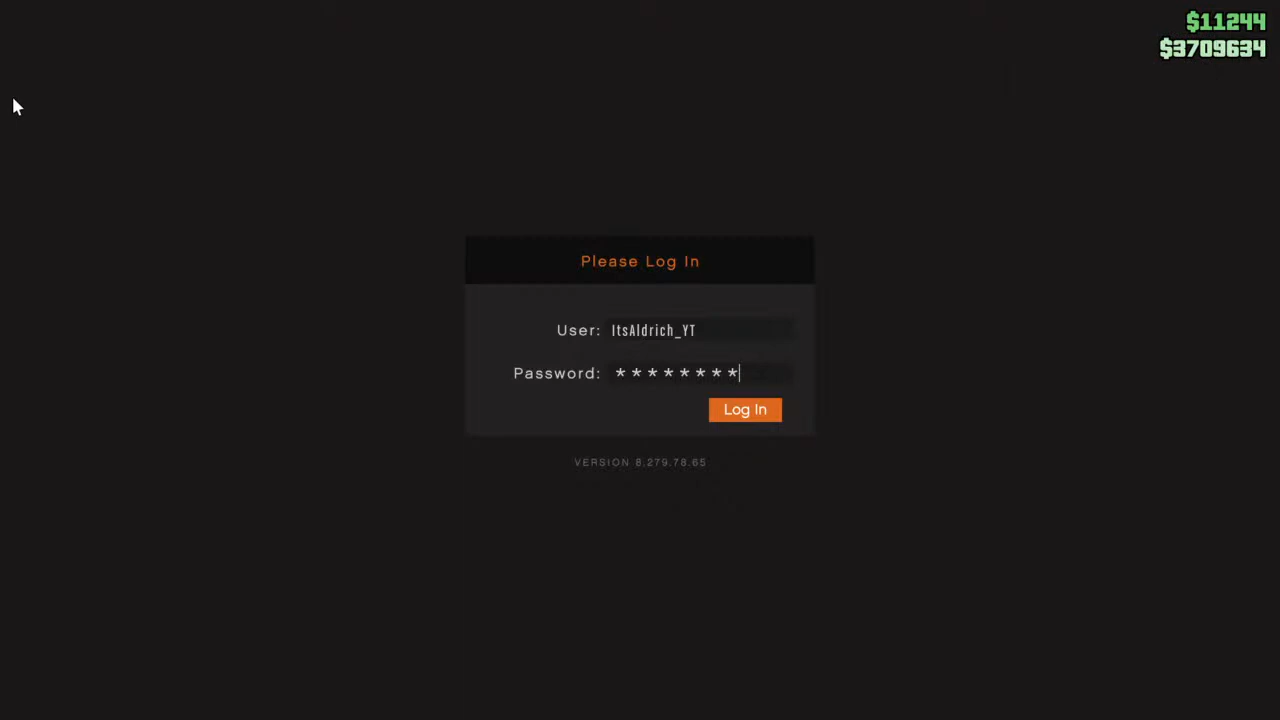 $11244
$3709634
Please Log In
User: ItsAldrich_YT
Password: ********
Log In
VERSION 8.279.78.65